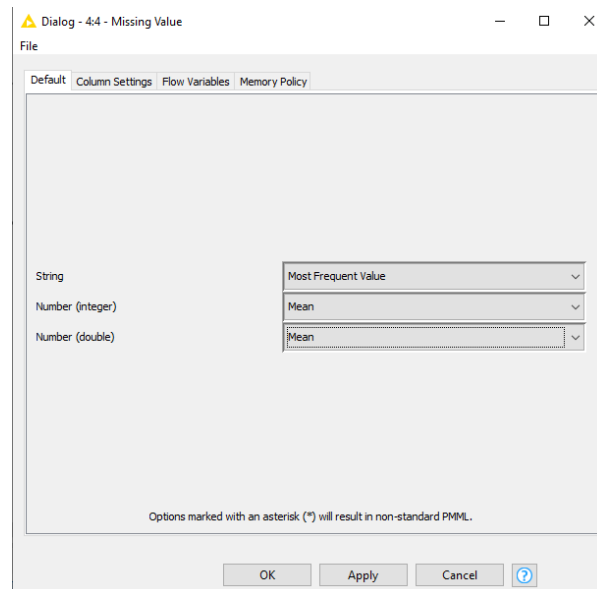 Dialog - 4:4 - Missing Value
File
Default Column Settings Flow Variables Memory Policy
String Most Frequent Value
Number (integer) Mean
Number (double) Mean
Options marked with an asterisk (*) will result in non-standard PMML.
OK Apply Cancel ?